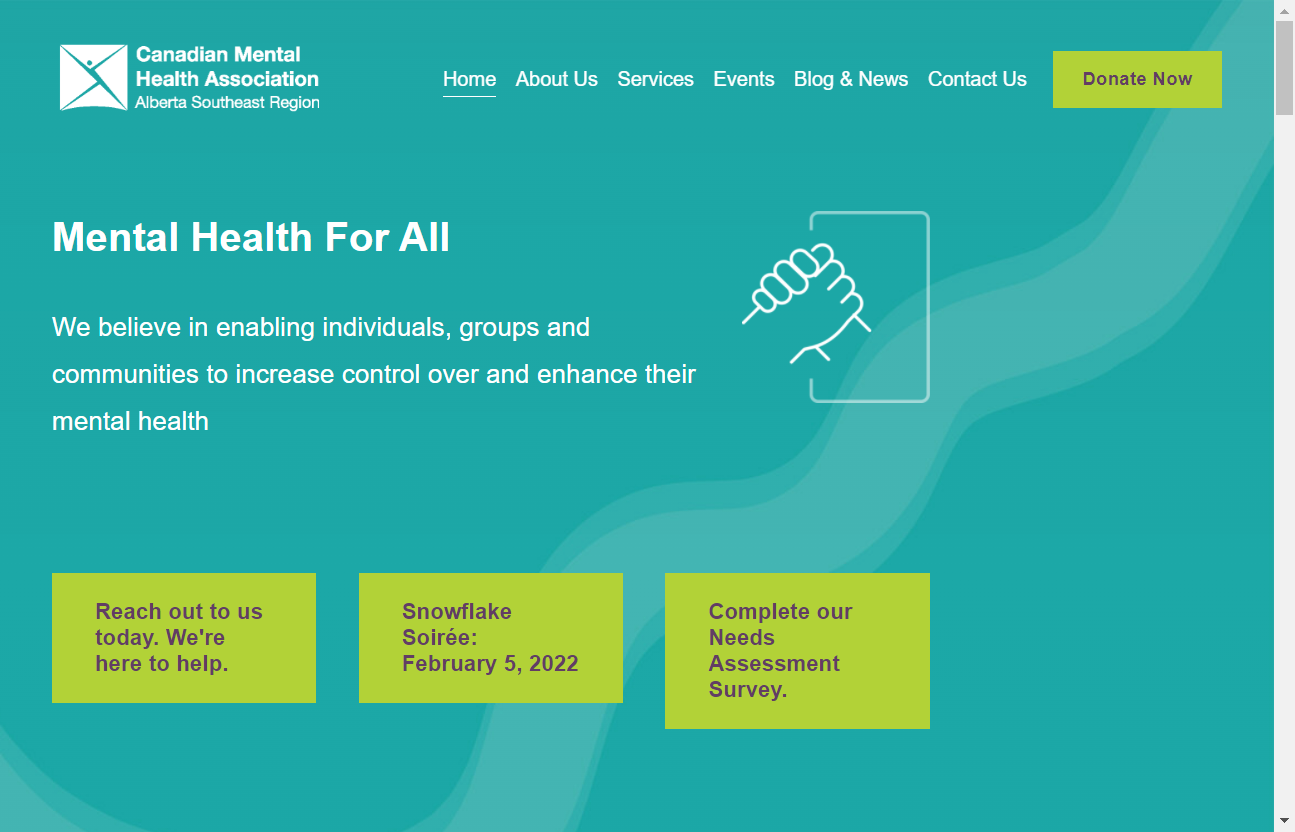 Canadian Mental
Health Association
Alberta Southeast Region
Home About Us Services Events Blog & News Contact Us Donate Now
Mental Health For All
We believe in enabling individuals, groups and
communities to increase control over and enhance their
mental health
Reach out to us
today. We're
here to help.
Snowflake
Soirée:
February 5, 2022
Complete our
Needs
Assessment
Survey.